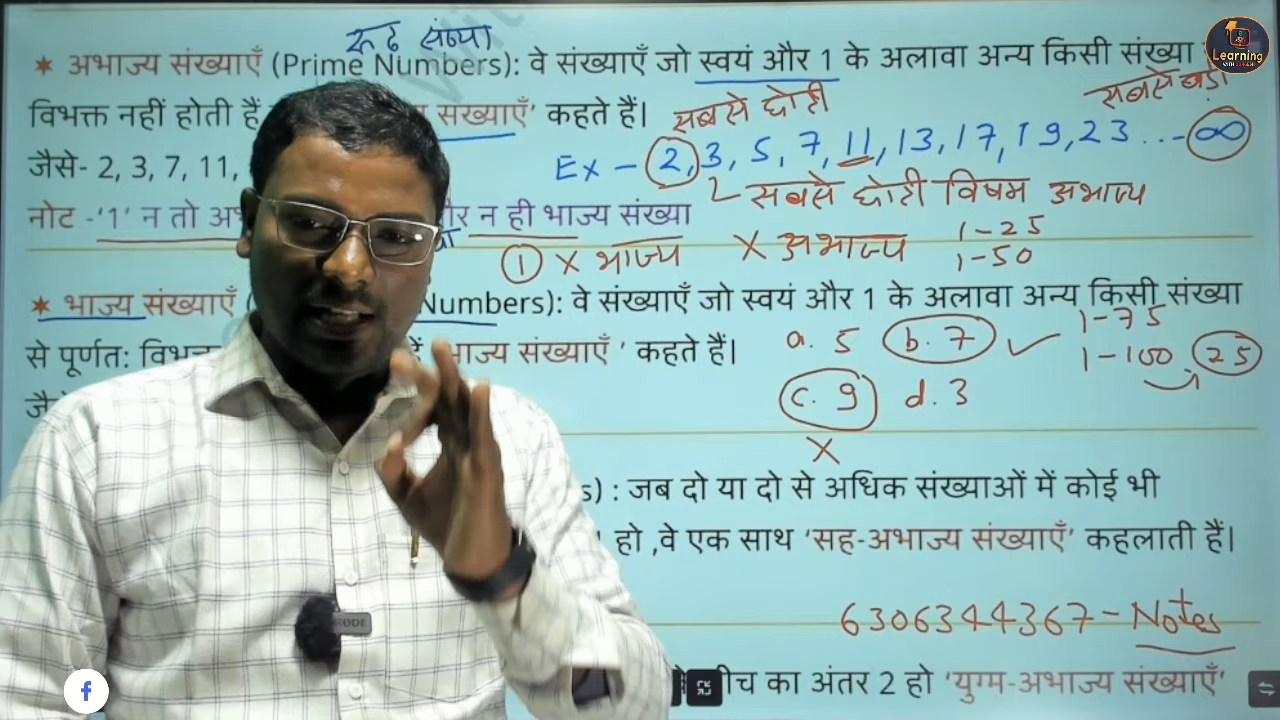 रूढ़ संख्या
✶ अभाज्य संख्याएँ (Prime Numbers): वे संख्याएँ जो स्वयं और 1 के अलावा अन्य किसी संख्या
Learning
विभक्त नहीं होती हैं संख्याएँ' कहते हैं।
सबसे छोटी
सबसे बड़ी
जैसे- 2, 3, 7, 11,
Ex - 2, 3, 5, 7, 11, 13, 17, 19, 23 ... - ∞
सबसे छोटी विषम अभाज्य
नोट -'1' न तो और न ही भाज्य संख्या
① × भाज्य × अभाज्य
1-25
1-50
✶ भाज्य संख्याएँ ( Numbers): वे संख्याएँ जो स्वयं और 1 के अलावा अन्य किसी संख्या
1-75
से पूर्णत: हैं भाज्य संख्याएँ ' कहते हैं।
a. 5 b. 7 ✓
1-100 25
c. 9 d. 3
×
s) : जब दो या दो से अधिक संख्याओं में कोई भी
हो ,वे एक साथ 'सह-अभाज्य संख्याएँ' कहलाती हैं।
6306344367 - Notes
बीच का अंतर 2 हो 'युग्म-अभाज्य संख्याएँ'
RODE
f